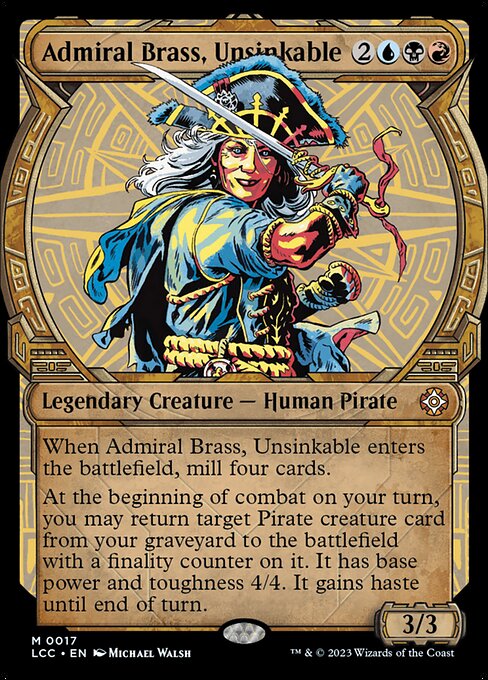 Admiral Brass, Unsinkable 2
Legendary Creature — Human Pirate
When Admiral Brass, Unsinkable enters
the battlefield, mill four cards.
At the beginning of combat on your turn,
you may return target Pirate creature card
from your graveyard to the battlefield
with a finality counter on it. It has base
power and toughness 4/4. It gains haste
until end of turn.
3/3
M 0017
LCC • EN Michael Walsh
™ & © 2023 Wizards of the Coast